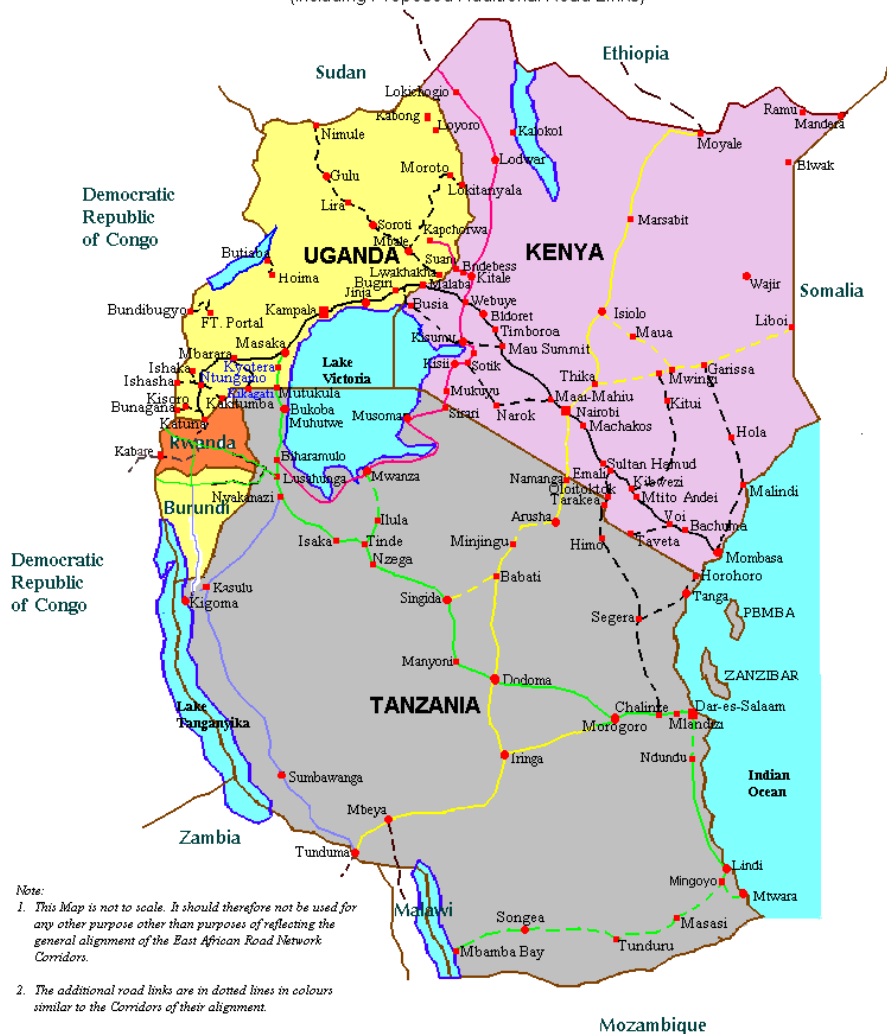 (Including Proposed Additional Road Links)
Ethiopia
Sudan
Lokichogio
Kabong
Loyoro
Ramu
Mandera
Nimule
Kalokol
Moyale
Elwak
Moroto
Lodwar
Gulu
Lokitanyala
Democratic
Republic
of Congo
Lira
Marsabit
Soroti
Kapchorwa
Mbale
Butiaba
UGANDA
Suam
KENYA
Hoima
Lwakhakha
Endebess
Kitale
Wajir
Somalia
Bugiri
Malaba
Jinja
Bundibugyo
Kampala
Busia
Webuye
Eldoret
Isiolo
Liboi
FT. Portal
Timboroa
Maua
Masaka
Kisumu
Mau Summit
Mbarara
Lake
Victoria
Kyotera
Kisii
Sotik
Garissa
Ishaka
Ntungamo
Thika
Mwingi
Ishasha
Kikagati
Mutukula
Mukuyu
Maai-Mahiu
Kitui
Kisoro
Kakitumba
Bukoba
Sirari
Narok
Nairobi
Bunagana
Muhutwe
Musoma
Machakos
Katuna
Hola
Rwanda
Kabare
Biharamulo
Sultan Hamud
Lusahunga
Mwanza
Namanga
Emali
Kibwezi
Malindi
Nyakanazi
Oloitoktok
Mtito Andei
Burundi
Tarakea
Ilula
Arusha
Voi
Bachuma
Isaka
Tinde
Minjingu
Himo
Taveta
Democratic
Republic
of Congo
Nzega
Mombasa
Babati
Horohoro
Kasulu
Kigoma
Singida
Tanga
Segera
PEMBA
Manyoni
ZANZIBAR
Dodoma
TANZANIA
Lake
Tanganyika
Chalinze
Dar-es-Salaam
Morogoro
Mlandizi
Iringa
Ndundu
Sumbawanga
Indian
Ocean
Mbeya
Zambia
Tunduma
Lindi
Mingoyo
Mtwara
Malawi
Songea
Masasi
Mbamba Bay
Tunduru
Note:
1. This Map is not to scale. It should therefore not be used for
any other purpose other than purposes of reflecting the
general alignment of the East African Road Network
Corridors.
2. The additional road links are in dotted lines in colours
similar to the Corridors of their alignment.
Mozambique